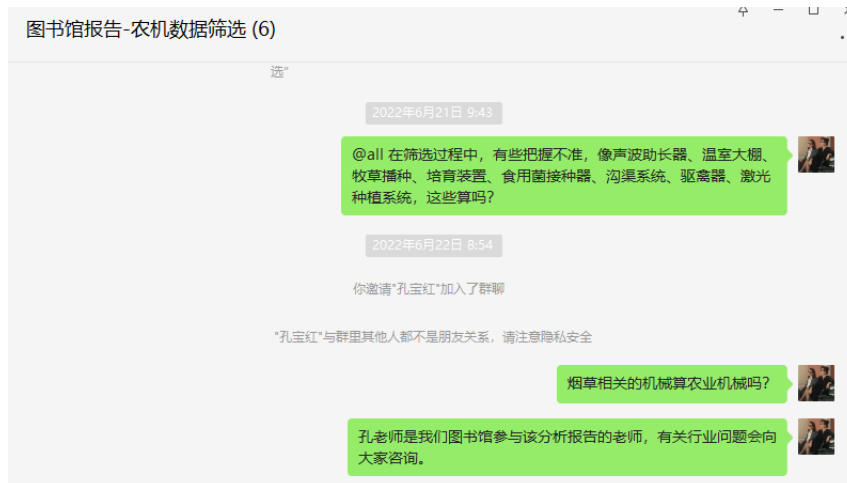 图书馆报告-农机数据筛选 (6)
选"
2022年6月21日 9:43
@all 在筛选过程中，有些把握不准，像声波助长器、温室大棚、
牧草播种、培育装置、食用菌接种器、沟渠系统、驱禽器、激光
种植系统，这些算吗？
2022年6月22日 8:54
你邀请"孔宝红"加入了群聊
"孔宝红"与群里其他人都不是朋友关系，请注意隐私安全
烟草相关的机械算农业机械吗？
孔老师是我们图书馆参与该分析报告的老师，有关行业问题会向
大家咨询。